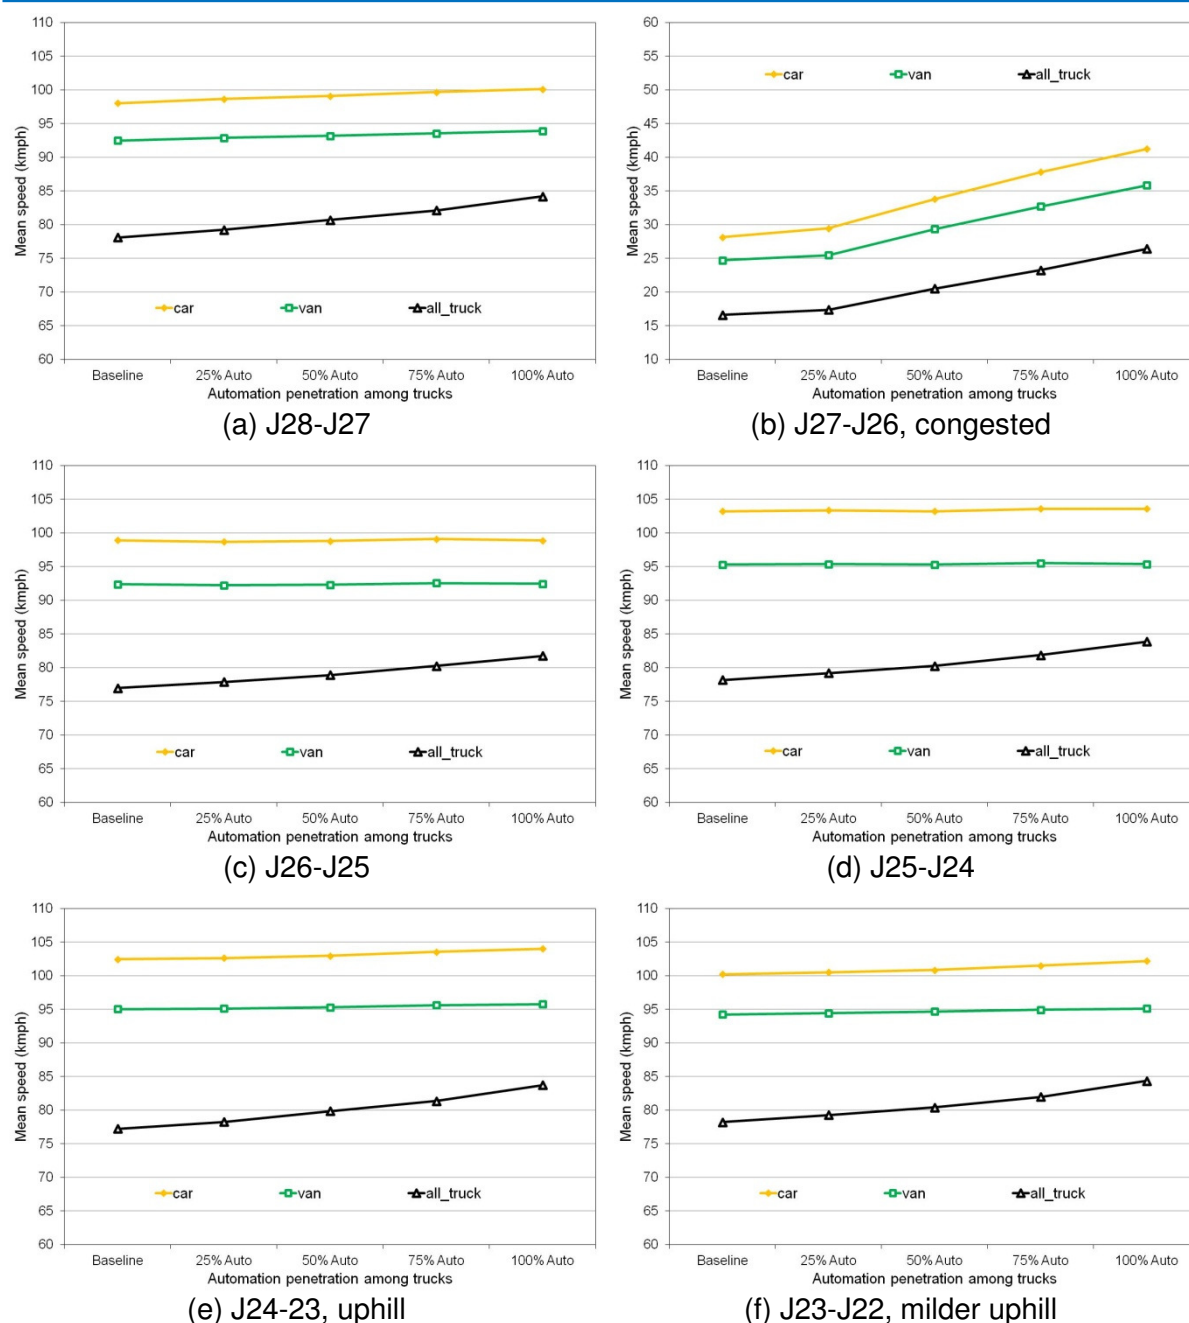 110
105
100
95
90
85
80
75
70
65
60
Mean speed (kmph)
car van all_truck
Baseline 25% Auto 50% Auto 75% Auto 100% Auto
Automation penetration among trucks
(a) J28-J27
60
55
50
45
40
35
30
25
20
15
10
Mean speed (kmph)
car van all_truck
Baseline 25% Auto 50% Auto 75% Auto 100% Auto
Automation penetration among trucks
(b) J27-J26, congested
110
105
100
95
90
85
80
75
70
65
60
Mean speed (kmph)
car van all_truck
Baseline 25% Auto 50% Auto 75% Auto 100% Auto
Automation penetration among trucks
(c) J26-J25
110
105
100
95
90
85
80
75
70
65
60
Mean speed (kmph)
car van all_truck
Baseline 25% Auto 50% Auto 75% Auto 100% Auto
Automation penetration among trucks
(d) J25-J24
110
105
100
95
90
85
80
75
70
65
60
Mean speed (kmph)
car van all_truck
Baseline 25% Auto 50% Auto 75% Auto 100% Auto
Automation penetration among trucks
(e) J24-23, uphill
110
105
100
95
90
85
80
75
70
65
60
Mean speed (kmph)
car van all_truck
Baseline 25% Auto 50% Auto 75% Auto 100% Auto
Automation penetration among trucks
(f) J23-J22, milder uphill